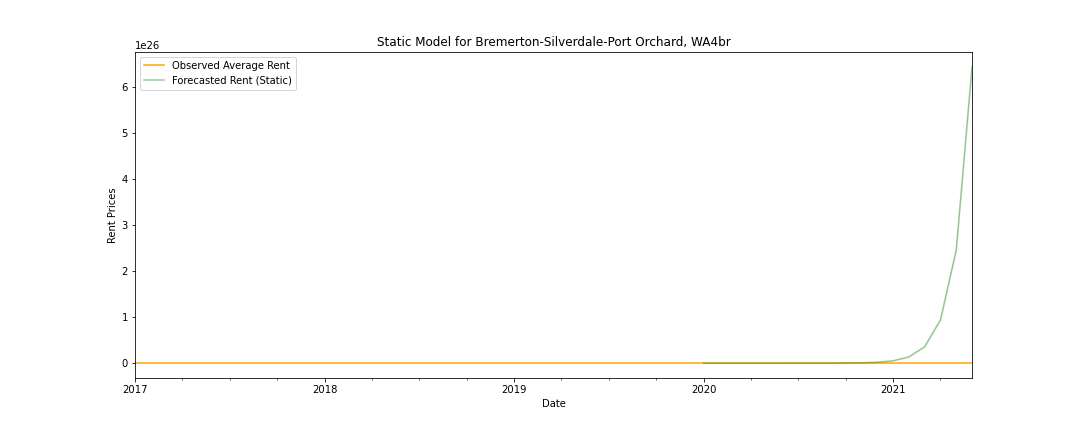 Static Model for Bremerton-Silverdale-Port Orchard, WA4br
1e26
Observed Average Rent
Forecasted Rent (Static)
6
5
4
3
2
1
0
Rent Prices
2017 2018 2019 2020 2021
Date